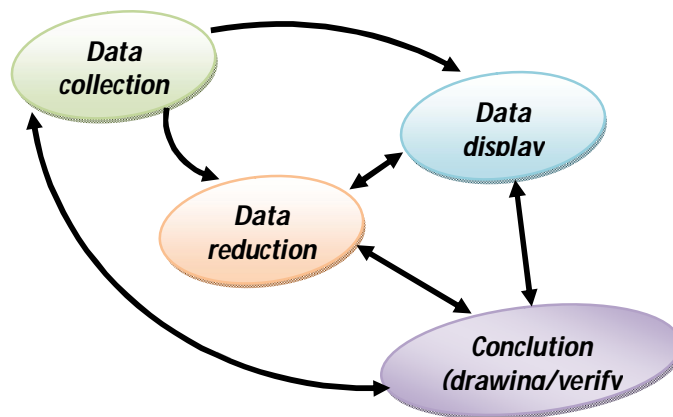 Data
collection
Data
display
Data
reduction
Conclution
(drawing/verify